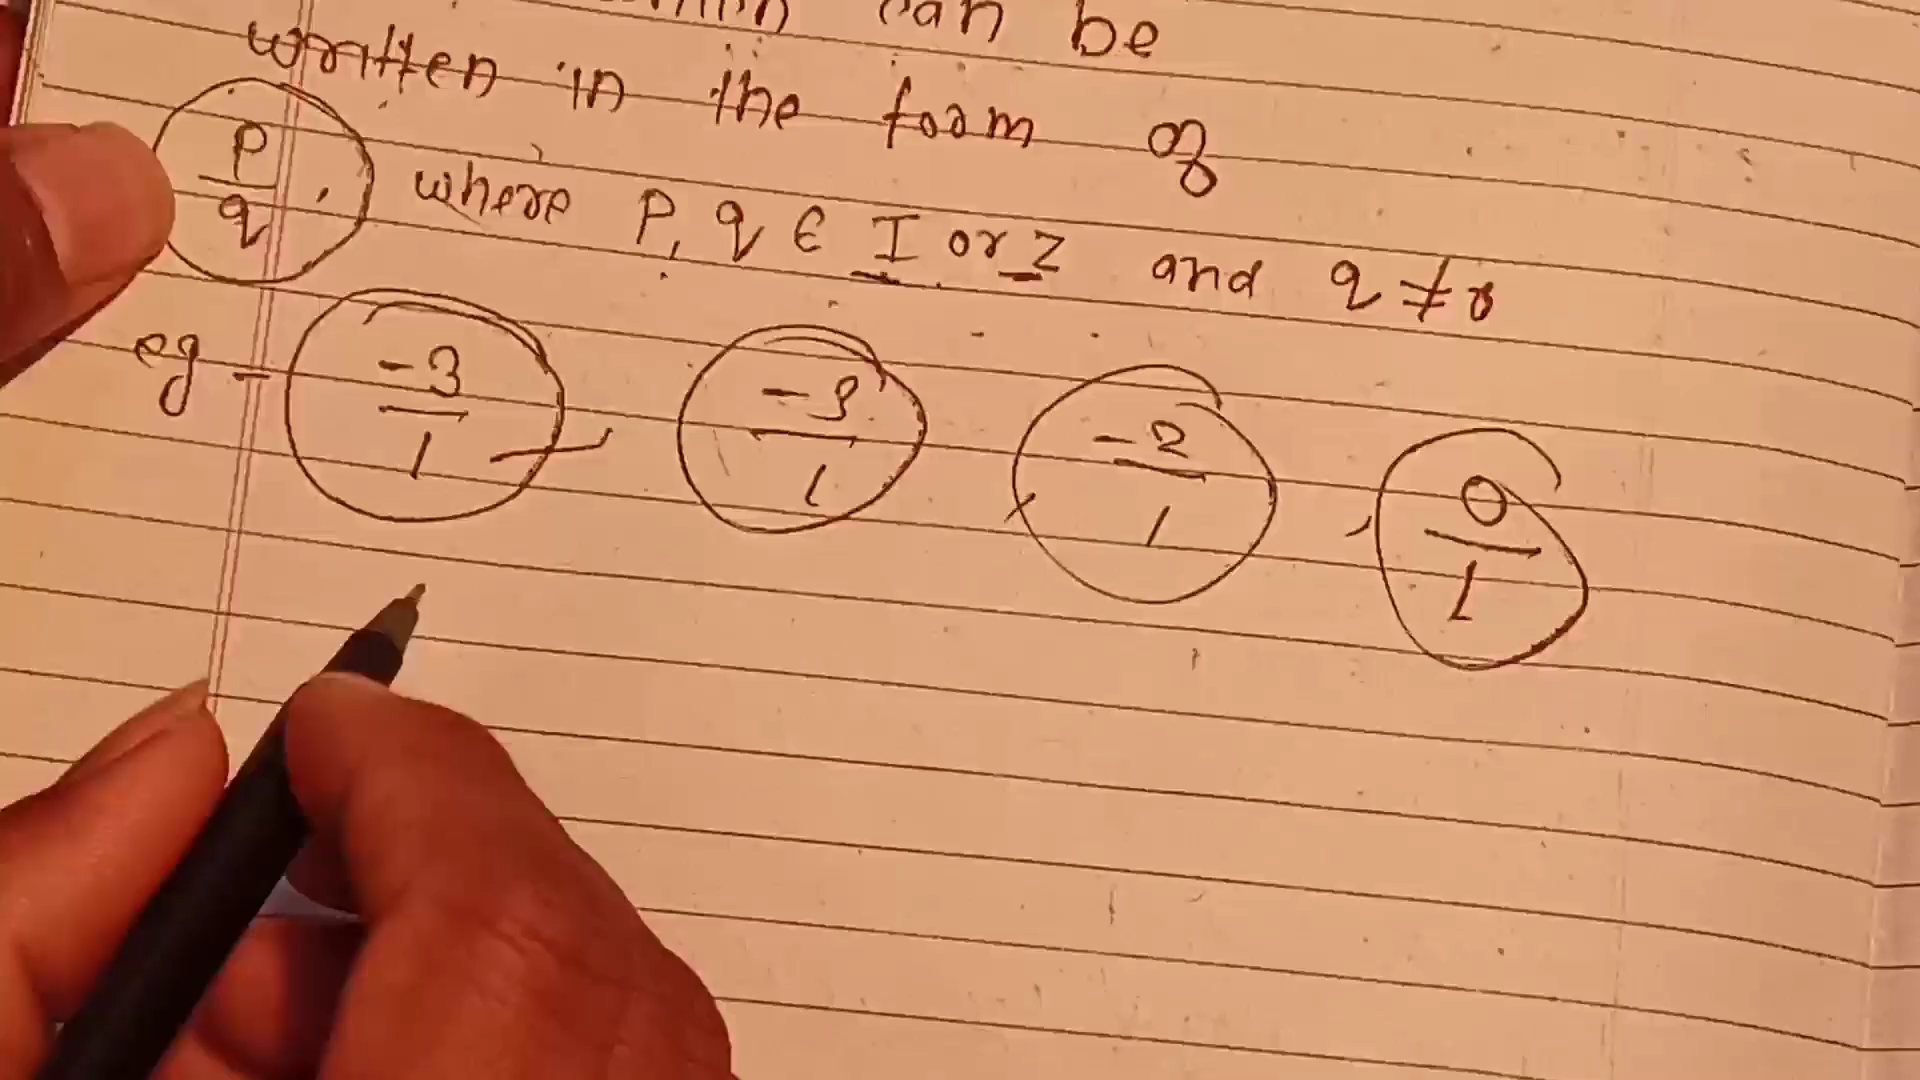 can be
written in the form of
p/q, where P, q ∈ I or Z and q ≠ 0
eg - -3/1, -3/1, -2/1, 0/1